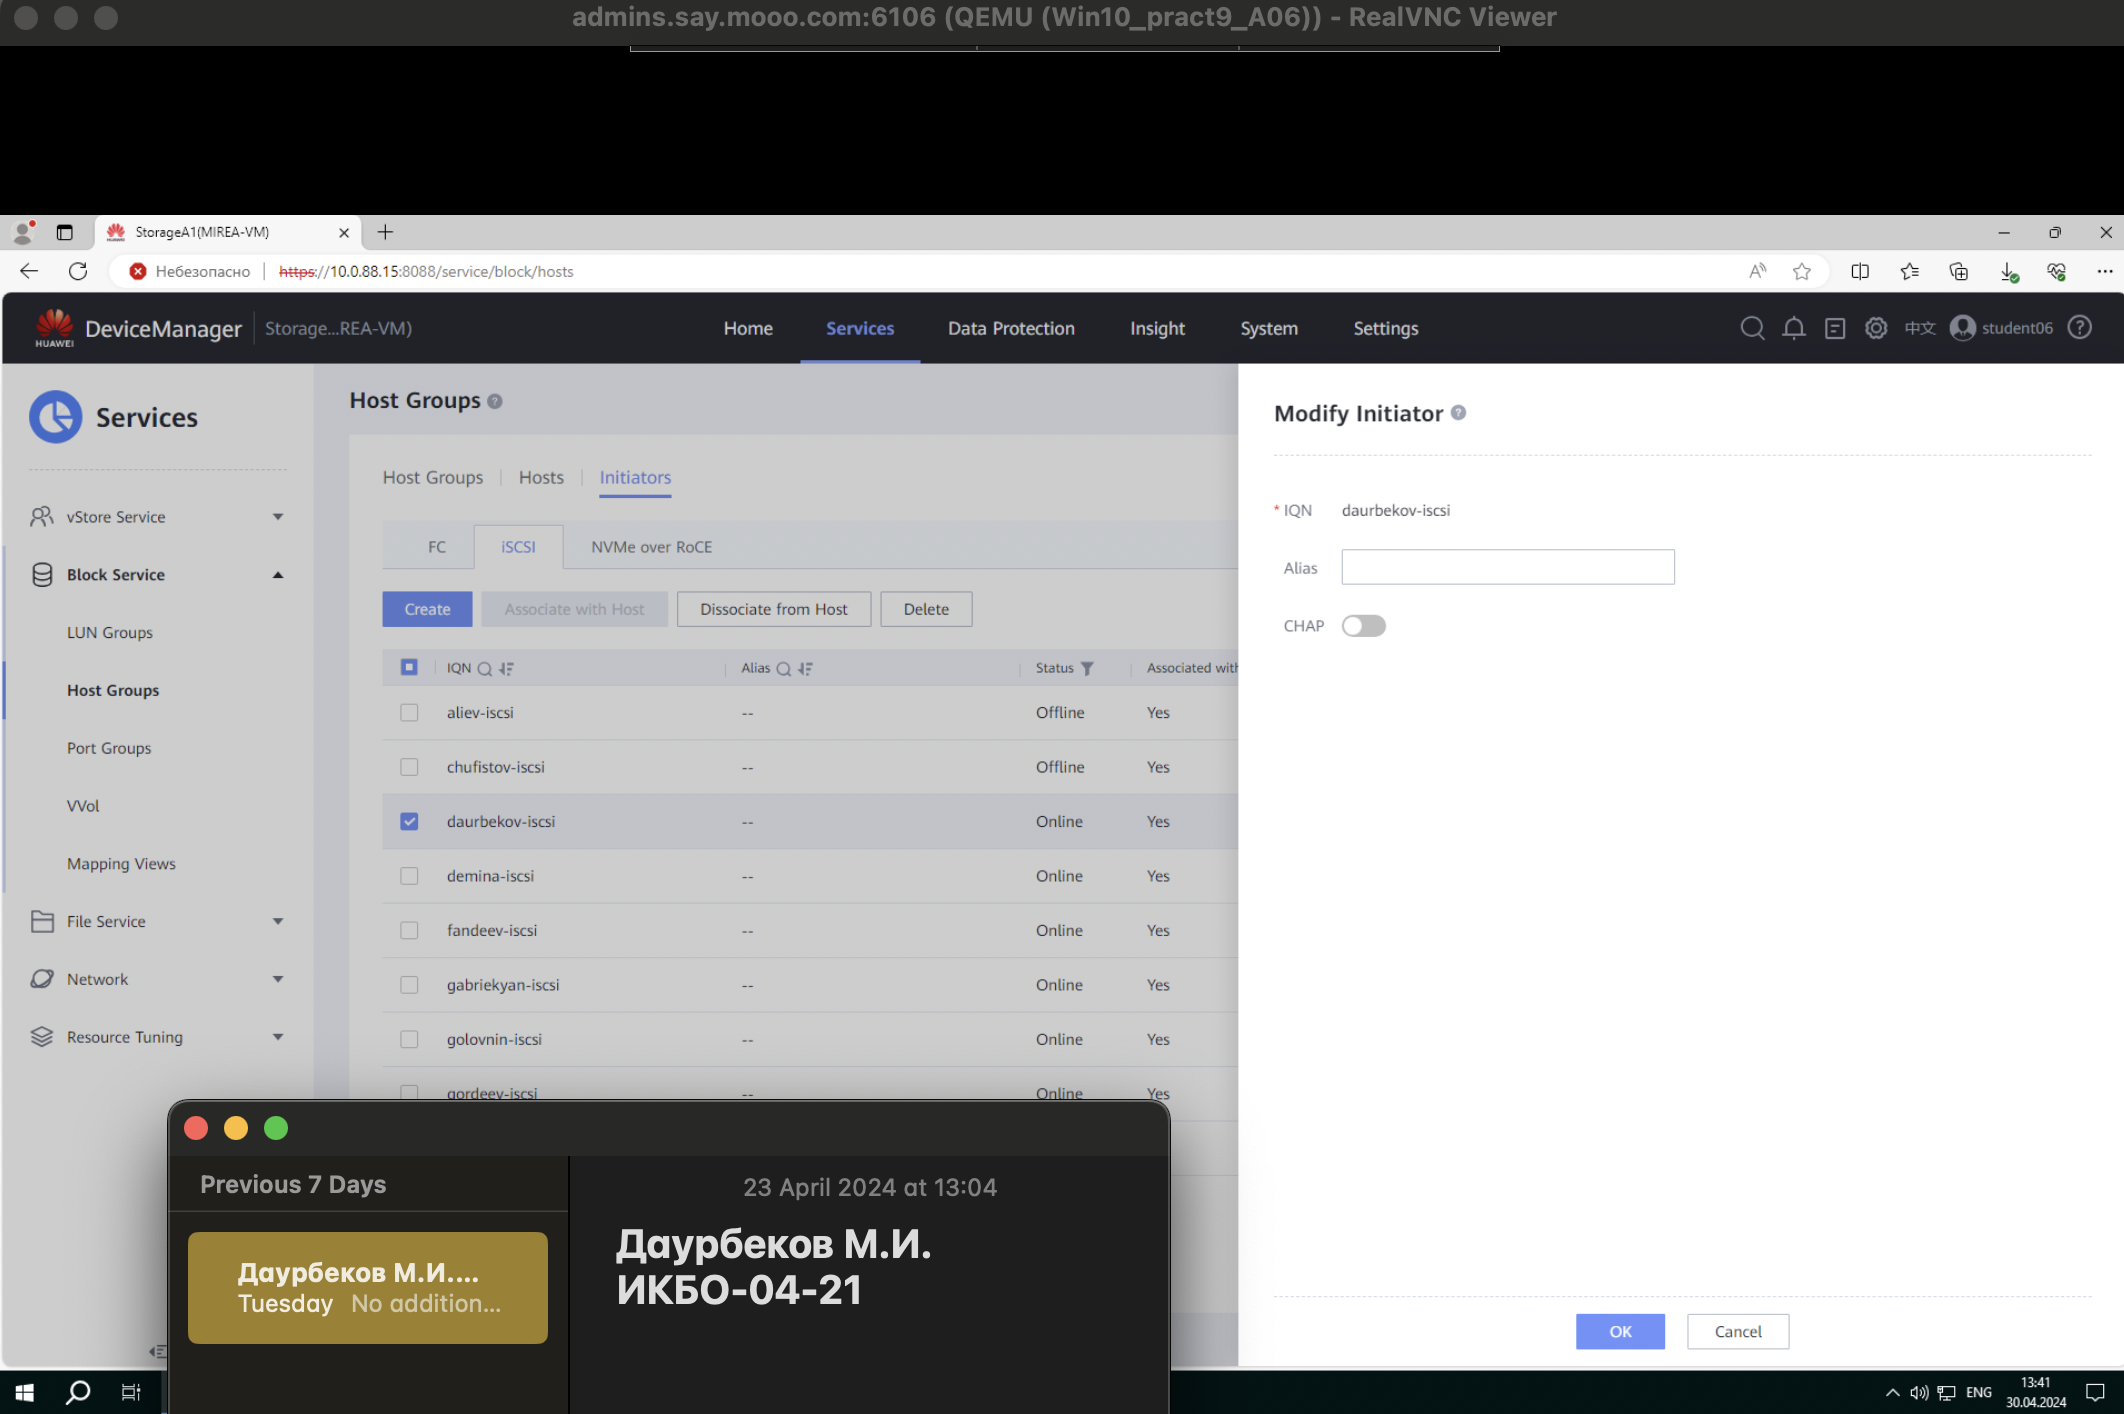 admins.say.mooo.com:6106 (QEMU (Win10_pract9_A06)) - RealVNC Viewer
StorageA1(MIREA-VM)
Небезопасно https://10.0.88.15:8088/service/block/hosts
HUAWEI DeviceManager Storage...REA-VM) Home Services Data Protection Insight System Settings 中文 student06
Services
vStore Service
Block Service
LUN Groups
Host Groups
Port Groups
VVol
Mapping Views
File Service
Network
Resource Tuning
Host Groups
Host Groups Hosts Initiators
FC iSCSI NVMe over RoCE
Create Associate with Host Dissociate from Host Delete
IQN Alias Status Associated with
aliev-iscsi -- Offline Yes
chufistov-iscsi -- Offline Yes
daurbekov-iscsi -- Online Yes
demina-iscsi -- Online Yes
fandeev-iscsi -- Online Yes
gabriekyan-iscsi -- Online Yes
golovnin-iscsi -- Online Yes
gordeev-iscsi -- Online Yes
Modify Initiator
* IQN daurbekov-iscsi
Alias
CHAP
OK Cancel
Previous 7 Days
Даурбеков М.И....
Tuesday No addition...
23 April 2024 at 13:04
Даурбеков М.И.
ИКБО-04-21
ENG
13:41
30.04.2024